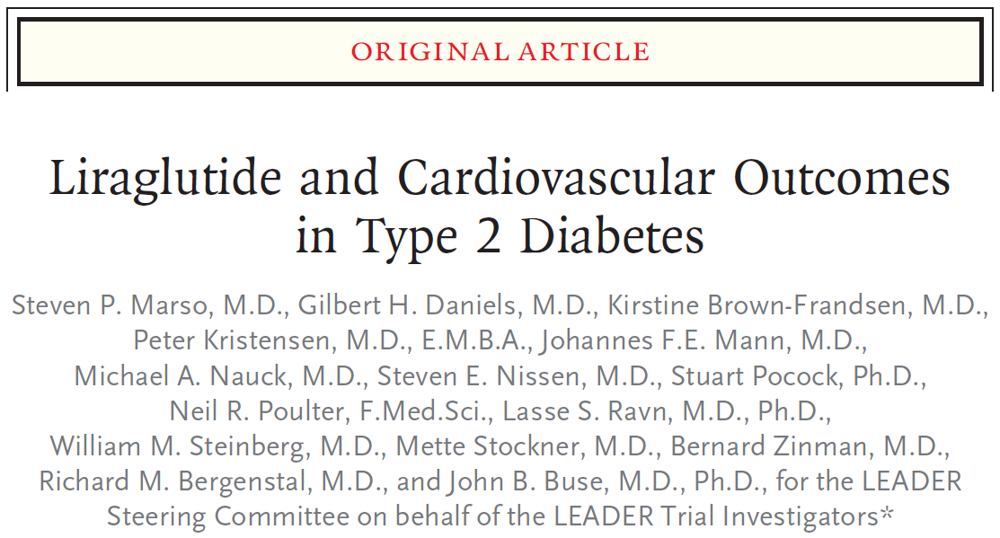 ORIGINAL ARTICLE
Liraglutide and Cardiovascular Outcomes
in Type 2 Diabetes
Steven P. Marso, M.D., Gilbert H. Daniels, M.D., Kirstine Brown-Frandsen, M.D.,
Peter Kristensen, M.D., E.M.B.A., Johannes F.E. Mann, M.D.,
Michael A. Nauck, M.D., Steven E. Nissen, M.D., Stuart Pocock, Ph.D.,
Neil R. Poulter, F.Med.Sci., Lasse S. Ravn, M.D., Ph.D.,
William M. Steinberg, M.D., Mette Stockner, M.D., Bernard Zinman, M.D.,
Richard M. Bergenstal, M.D., and John B. Buse, M.D., Ph.D., for the LEADER
Steering Committee on behalf of the LEADER Trial Investigators*